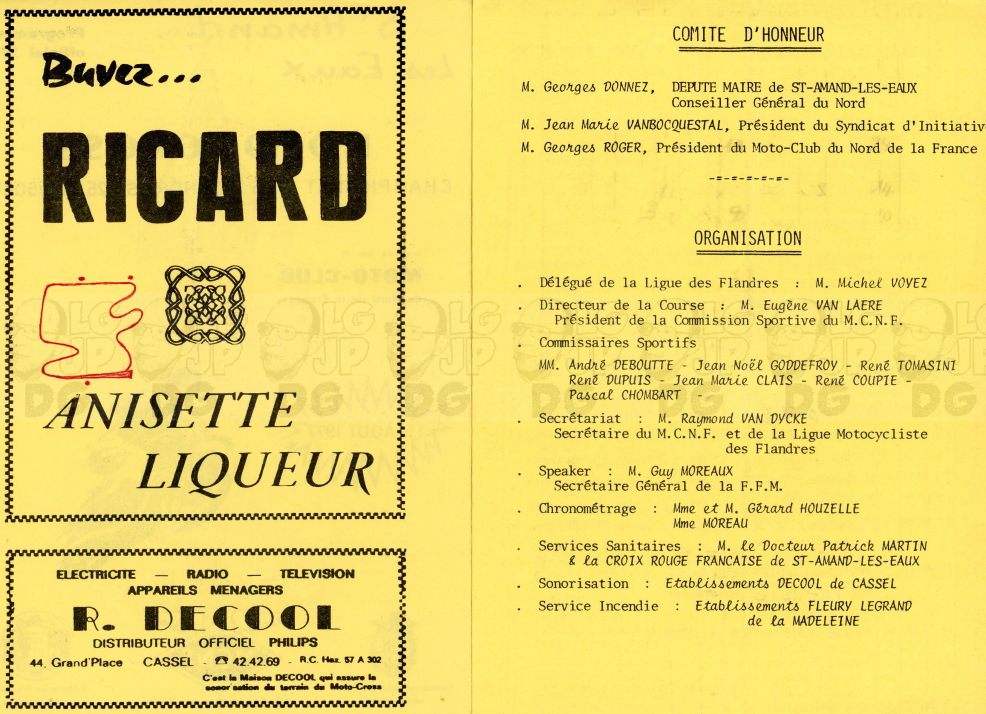 Buvez...
RICARD
ANISETTE
LIQUEUR
ELECTRICITE — RADIO — TELEVISION
APPAREILS MENAGERS
R. DECOOL
DISTRIBUTEUR OFFICIEL PHILIPS
44, Grand'Place CASSEL - ☎ 42.42.69 - R.C. Haz. 57 A 302
C'est la Maison DECOOL qui assure la
sonorisation du terrain de Moto-Cross
COMITE D'HONNEUR
M. Georges DONNEZ, DEPUTE MAIRE de ST-AMAND-LES-EAUX
Conseiller Général du Nord
M. Jean Marie VANBOCQUESTAL, Président du Syndicat d'Initiativ
M. Georges ROGER, Président du Moto-Club du Nord de la France
-=-=-=-=-=-
ORGANISATION
. Délégué de la Ligue des Flandres : M. Michel VOYEZ
. Directeur de la Course : M. Eugène VAN LAERE
Président de la Commission Sportive du M.C.N.F.
. Commissaires Sportifs
MM. André DEBOUTTE - Jean Noël GODDEFROY - René TOMASINI
René DUPUIS - Jean Marie CLAIS - René COUPIE -
Pascal CHOMBART -
. Secrétariat : M. Raymond VAN DYCKE
Secrétaire du M.C.N.F. et de la Ligue Motocycliste
des Flandres
. Speaker : M. Guy MOREAUX
Secrétaire Général de la F.F.M.
. Chronométrage : Mme et M. Gérard HOUZELLE
Mme MOREAU
. Services Sanitaires : M. le Docteur Patrick MARTIN
& la CROIX ROUGE FRANCAISE de ST-AMAND-LES-EAUX
. Sonorisation : Etablissements DECOOL de CASSEL
. Service Incendie : Etablissements FLEURY LEGRAND
de la MADELEINE
LG JP DG